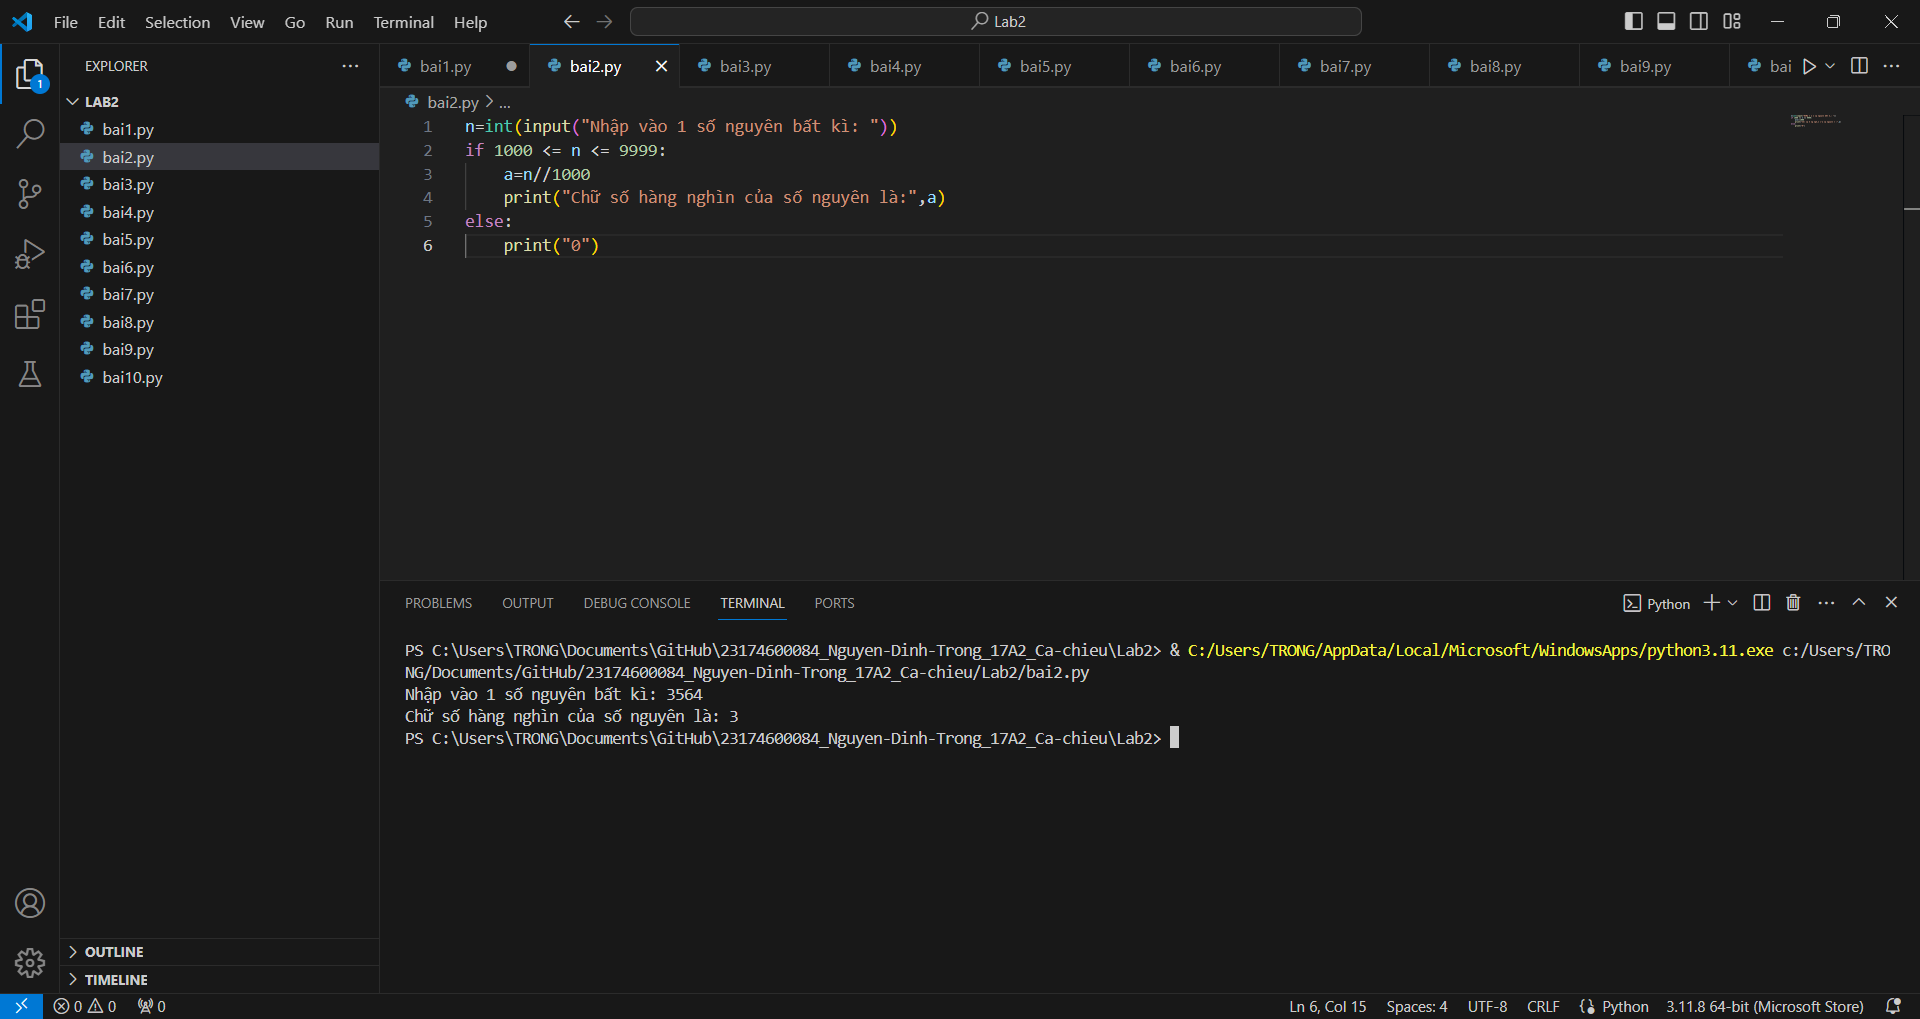 File Edit Selection View Go Run Terminal Help
Lab2
EXPLORER
1
LAB2
bai1.py
bai2.py
bai3.py
bai4.py
bai5.py
bai6.py
bai7.py
bai8.py
bai9.py
bai10.py
OUTLINE
TIMELINE
bai1.py bai2.py bai3.py bai4.py bai5.py bai6.py bai7.py bai8.py bai9.py bai
bai2.py > ...
1 n=int(input("Nhập vào 1 số nguyên bất kì: "))
2 if 1000 <= n <= 9999:
3 a=n//1000
4 print("Chữ số hàng nghìn của số nguyên là:",a)
5 else:
6 print("0")
PROBLEMS OUTPUT DEBUG CONSOLE TERMINAL PORTS
Python
PS C:\Users\TRONG\Documents\GitHub\23174600084_Nguyen-Dinh-Trong_17A2_Ca-chieu\Lab2> & C:/Users/TRONG/AppData/Local/Microsoft/WindowsApps/python3.11.exe c:/Users/TRO
NG/Documents/GitHub/23174600084_Nguyen-Dinh-Trong_17A2_Ca-chieu/Lab2/bai2.py
Nhập vào 1 số nguyên bất kì: 3564
Chữ số hàng nghìn của số nguyên là: 3
PS C:\Users\TRONG\Documents\GitHub\23174600084_Nguyen-Dinh-Trong_17A2_Ca-chieu\Lab2>
0 0 0 Ln 6, Col 15 Spaces: 4 UTF-8 CRLF Python 3.11.8 64-bit (Microsoft Store)